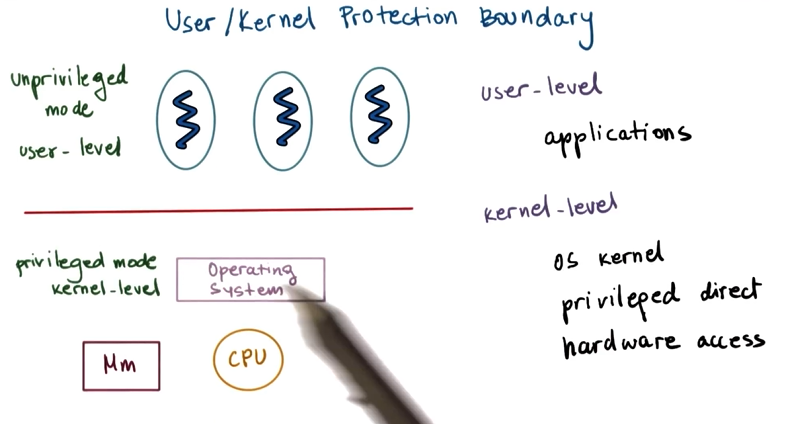 User/Kernel Protection Boundary
unprivileged
mode
user-level
user-level
applications
kernel-level
privileged mode
kernel-level
Operating
System
OS kernel
privileged direct
hardware access
Mm
CPU